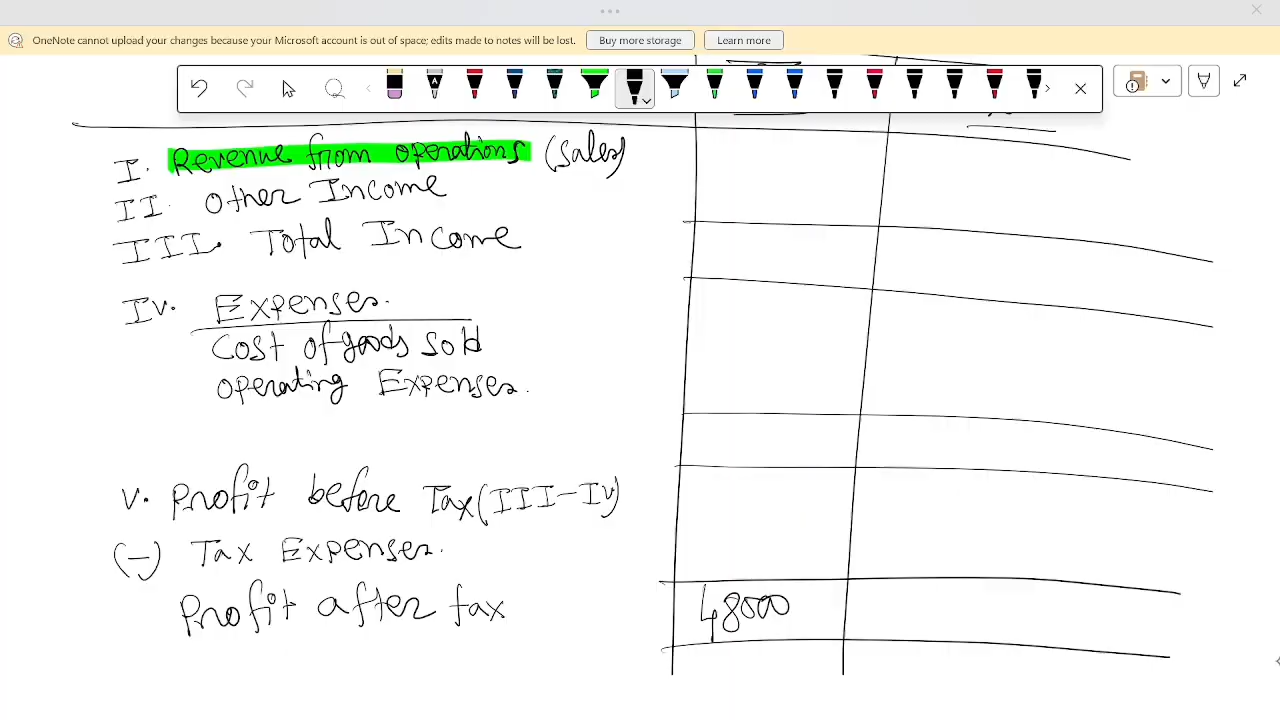 OneNote cannot upload your changes because your Microsoft account is out of space; edits made to notes will be lost. Buy more storage Learn more
I. Revenue from operations (sales)
II. Other Income
III. Total Income
IV. Expenses.
Cost of goods sold
operating Expenses.
V. Profit before Tax (III-IV)
(-) Tax Expenses.
Profit after tax 48000